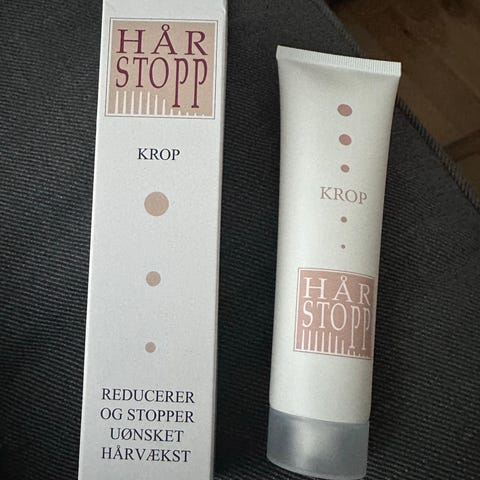 HÅR
STOPP
KROP
REDUCERER
OG STOPPER
UØNSKET
HÅRVÆKST
KROP
HÅR
STOPP